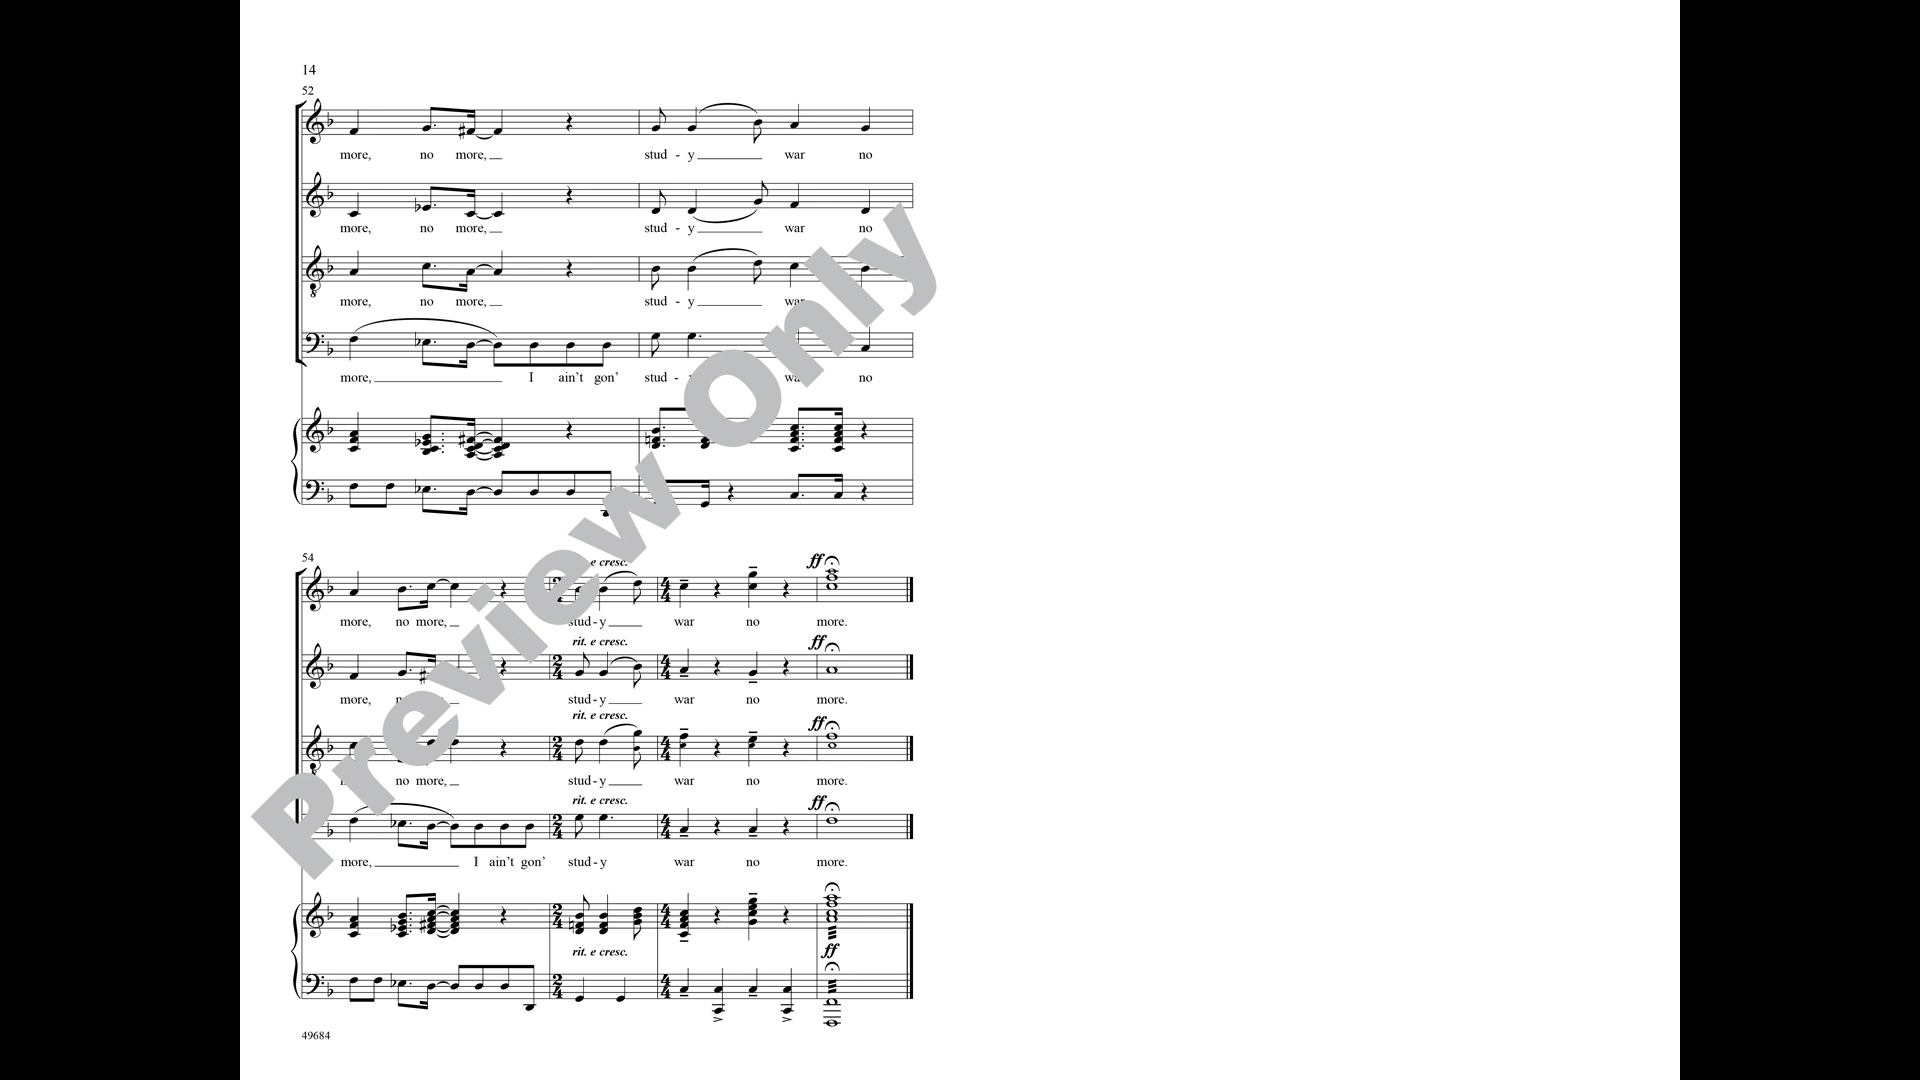 14
52
more, no more,
stud - y war no
more, no more,
stud - y war no
more, no more,
stud - y war
more, I ain't gon' stud - war no
54
ff
e cresc.
more, no more, stud - y war no more.
rit. e cresc.
ff
more, stud - y war no more.
rit. e cresc.
ff
no more, stud - y war no more.
rit. e cresc.
ff
more, I ain't gon' stud - y war no more.
rit. e cresc.
ff
49684
Preview Only